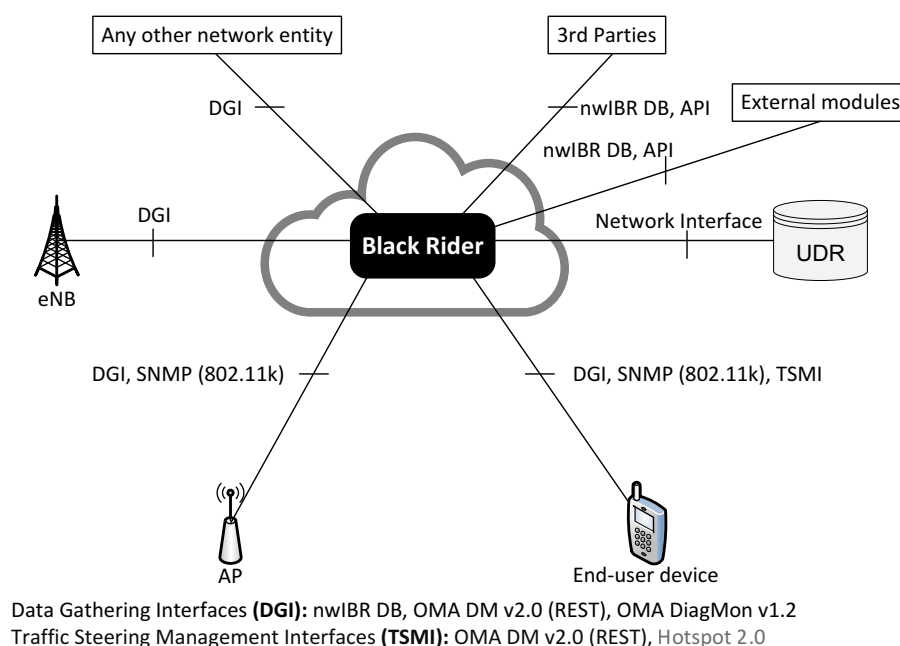 Any other network entity
3rd Parties
DGI
nwIBR DB, API
External modules
nwIBR DB, API
DGI
Network Interface
Black Rider
UDR
eNB
DGI, SNMP (802.11k)
DGI, SNMP (802.11k), TSMI
AP
End-user device
Data Gathering Interfaces (DGI): nwIBR DB, OMA DM v2.0 (REST), OMA DiagMon v1.2
Traffic Steering Management Interfaces (TSMI): OMA DM v2.0 (REST), Hotspot 2.0